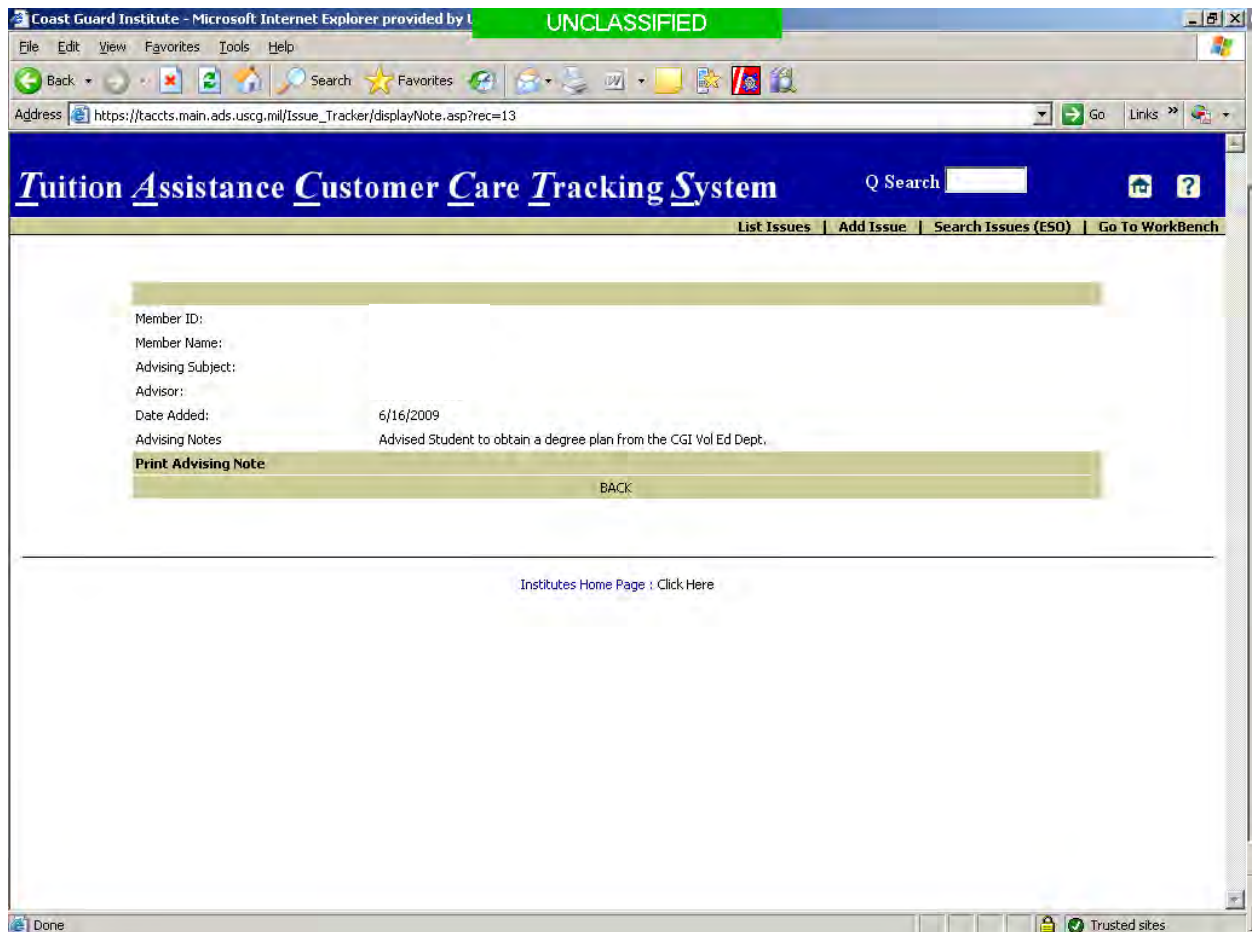 Coast Guard Institute - Microsoft Internet Explorer provided by
UNCLASSIFIED
File Edit View Favorites Tools Help
Back Search Favorites
Address https://taccts.main.ads.uscg.mil/Issue_Tracker/displayNote.asp?rec=13 Go Links »
Tuition Assistance Customer Care Tracking System Q Search ?
List Issues | Add Issue | Search Issues (ESO) | Go To WorkBench
Member ID:
Member Name:
Advising Subject:
Advisor:
Date Added: 6/16/2009
Advising Notes Advised Student to obtain a degree plan from the CGI Vol Ed Dept.
Print Advising Note
BACK
Institutes Home Page : Click Here
Done Trusted sites